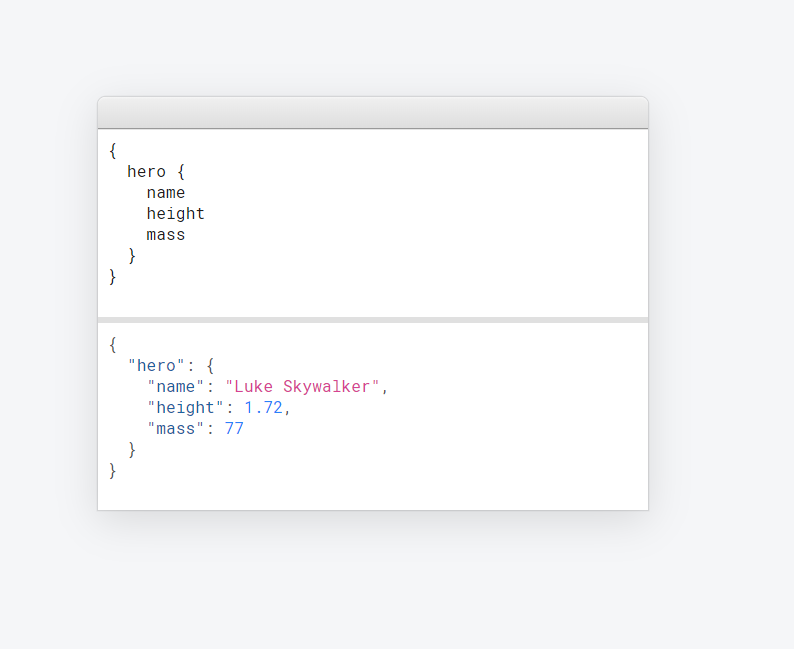 {
  hero {
    name
    height
    mass
  }
}
{
  "hero": {
    "name": "Luke Skywalker",
    "height": 1.72,
    "mass": 77
  }
}